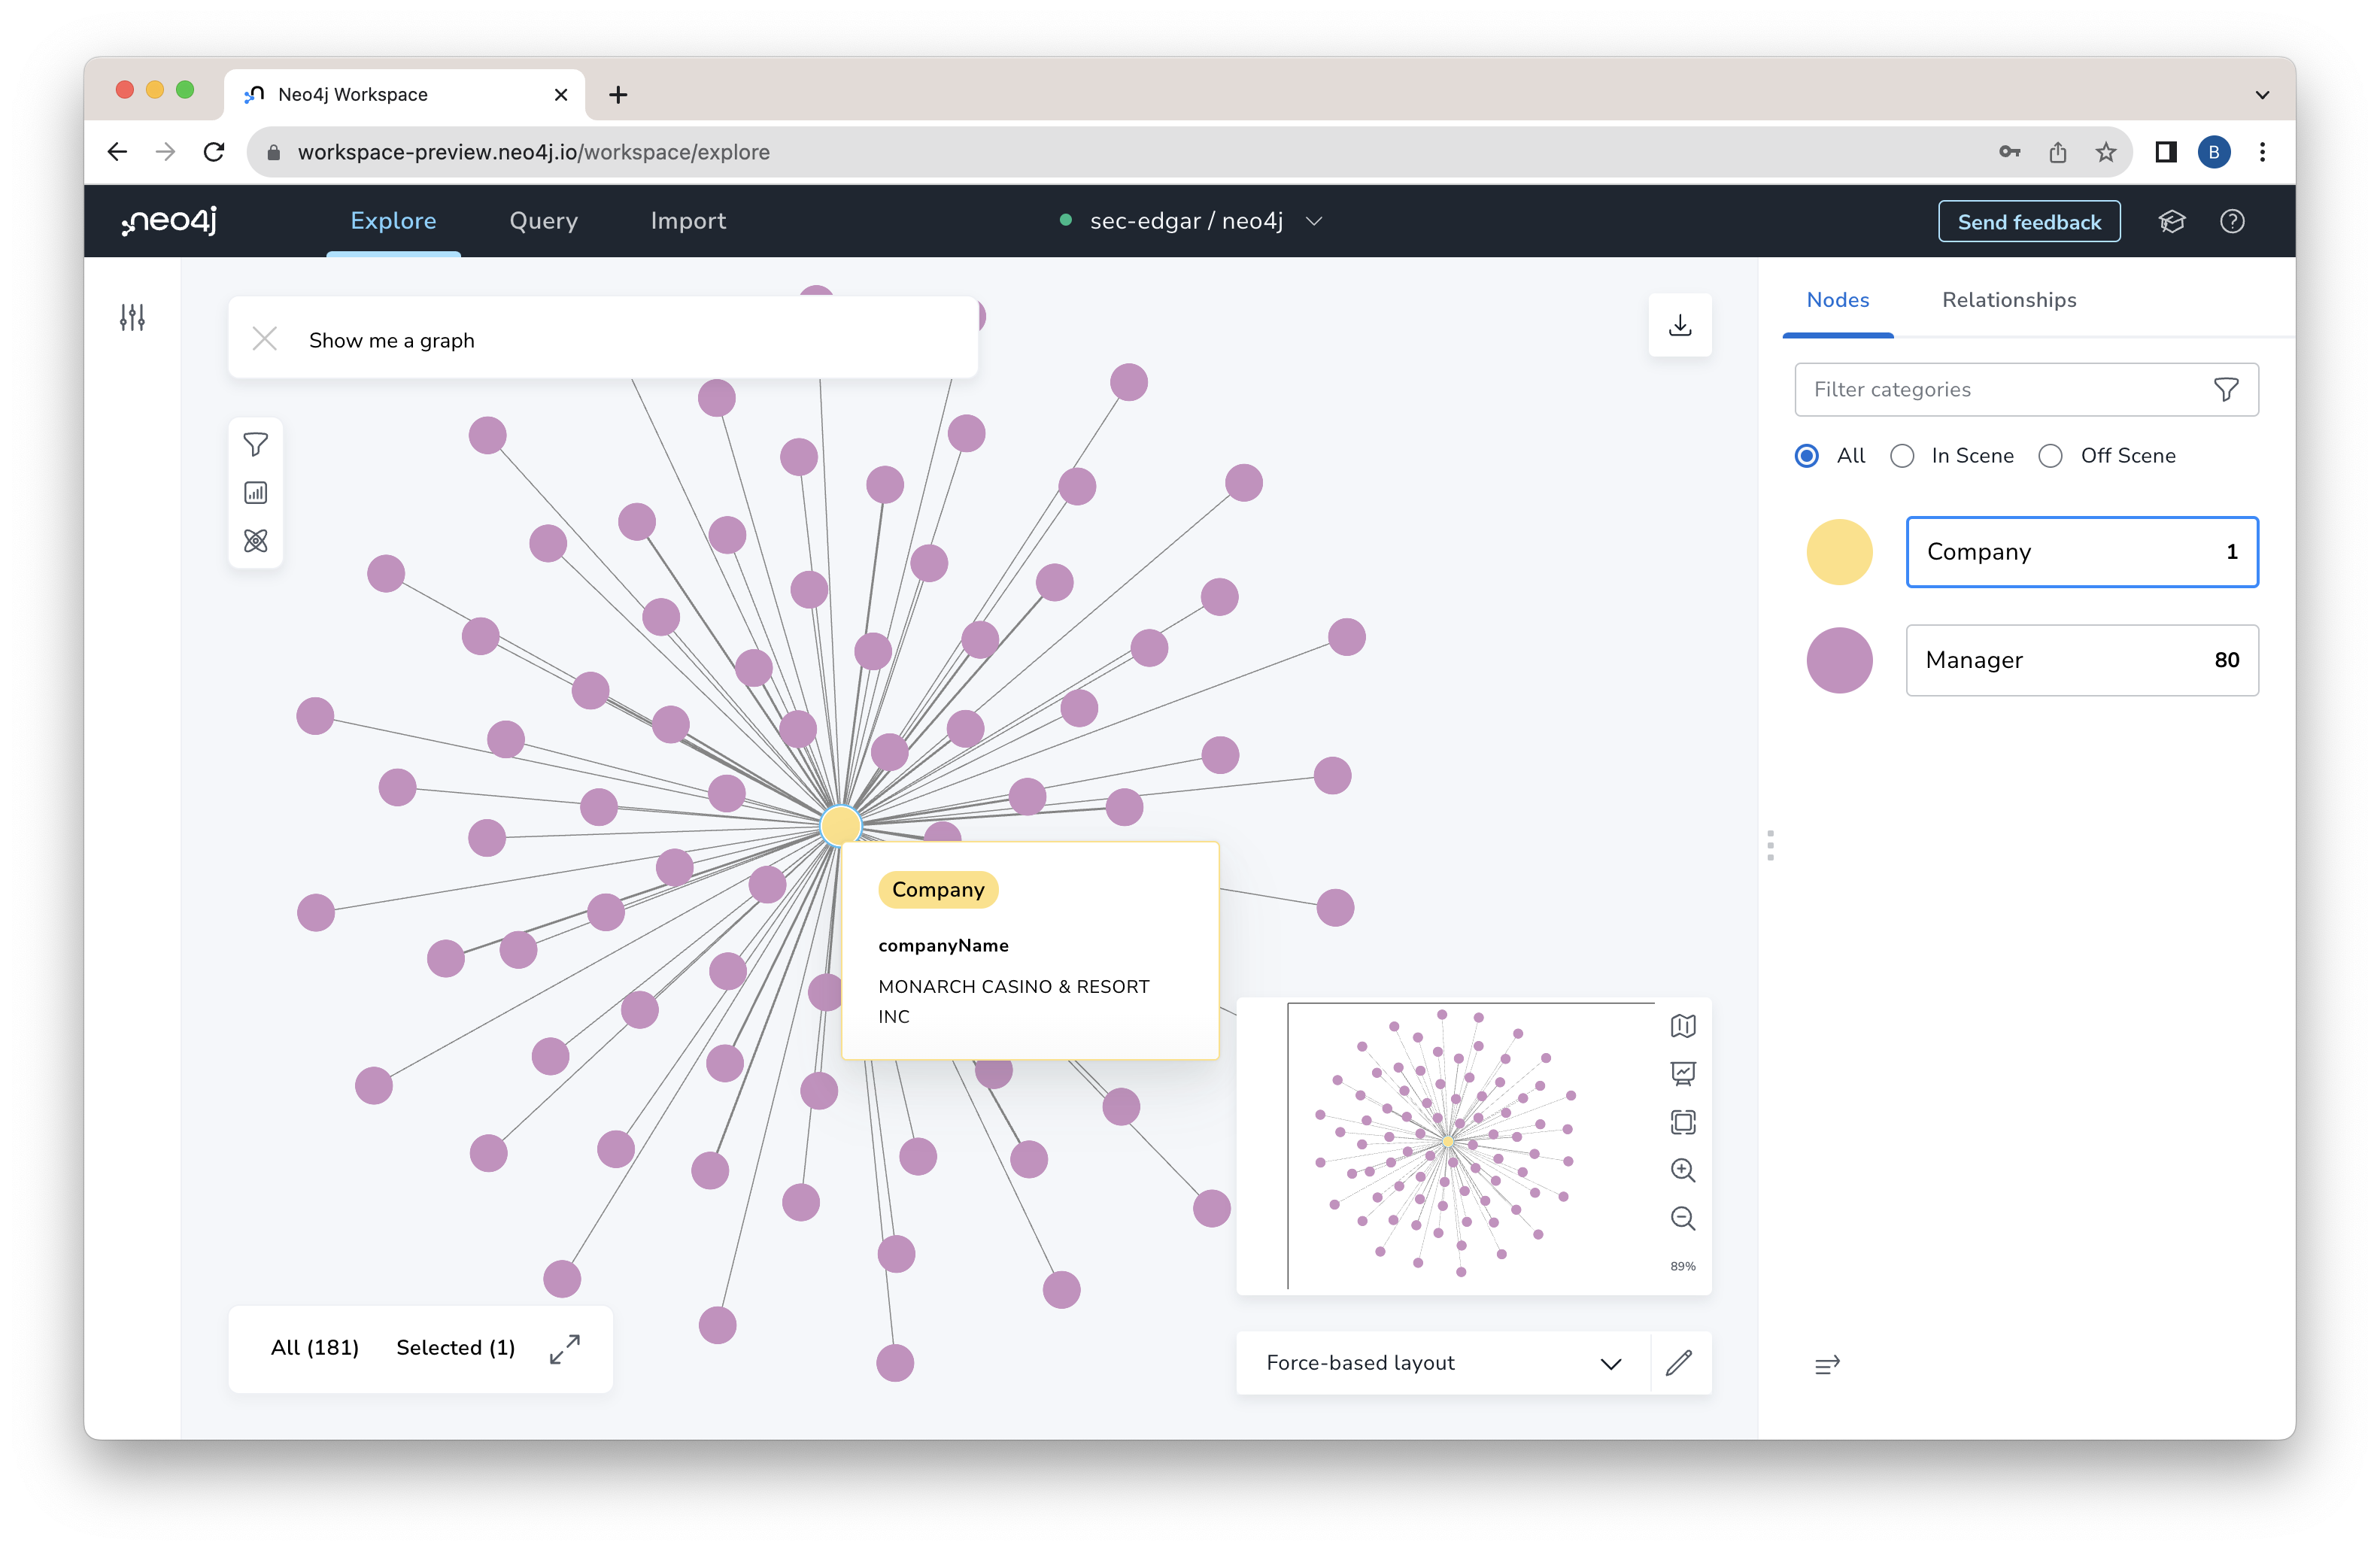 Neo4j Workspace
workspace-preview.neo4j.io/workspace/explore
B
neo4j
Explore
Query
Import
sec-edgar / neo4j
Send feedback
Show me a graph
Nodes
Relationships
Filter categories
All
In Scene
Off Scene
Company 1
Manager 80
Company
companyName
MONARCH CASINO & RESORT
INC
89%
All (181)
Selected (1)
Force-based layout